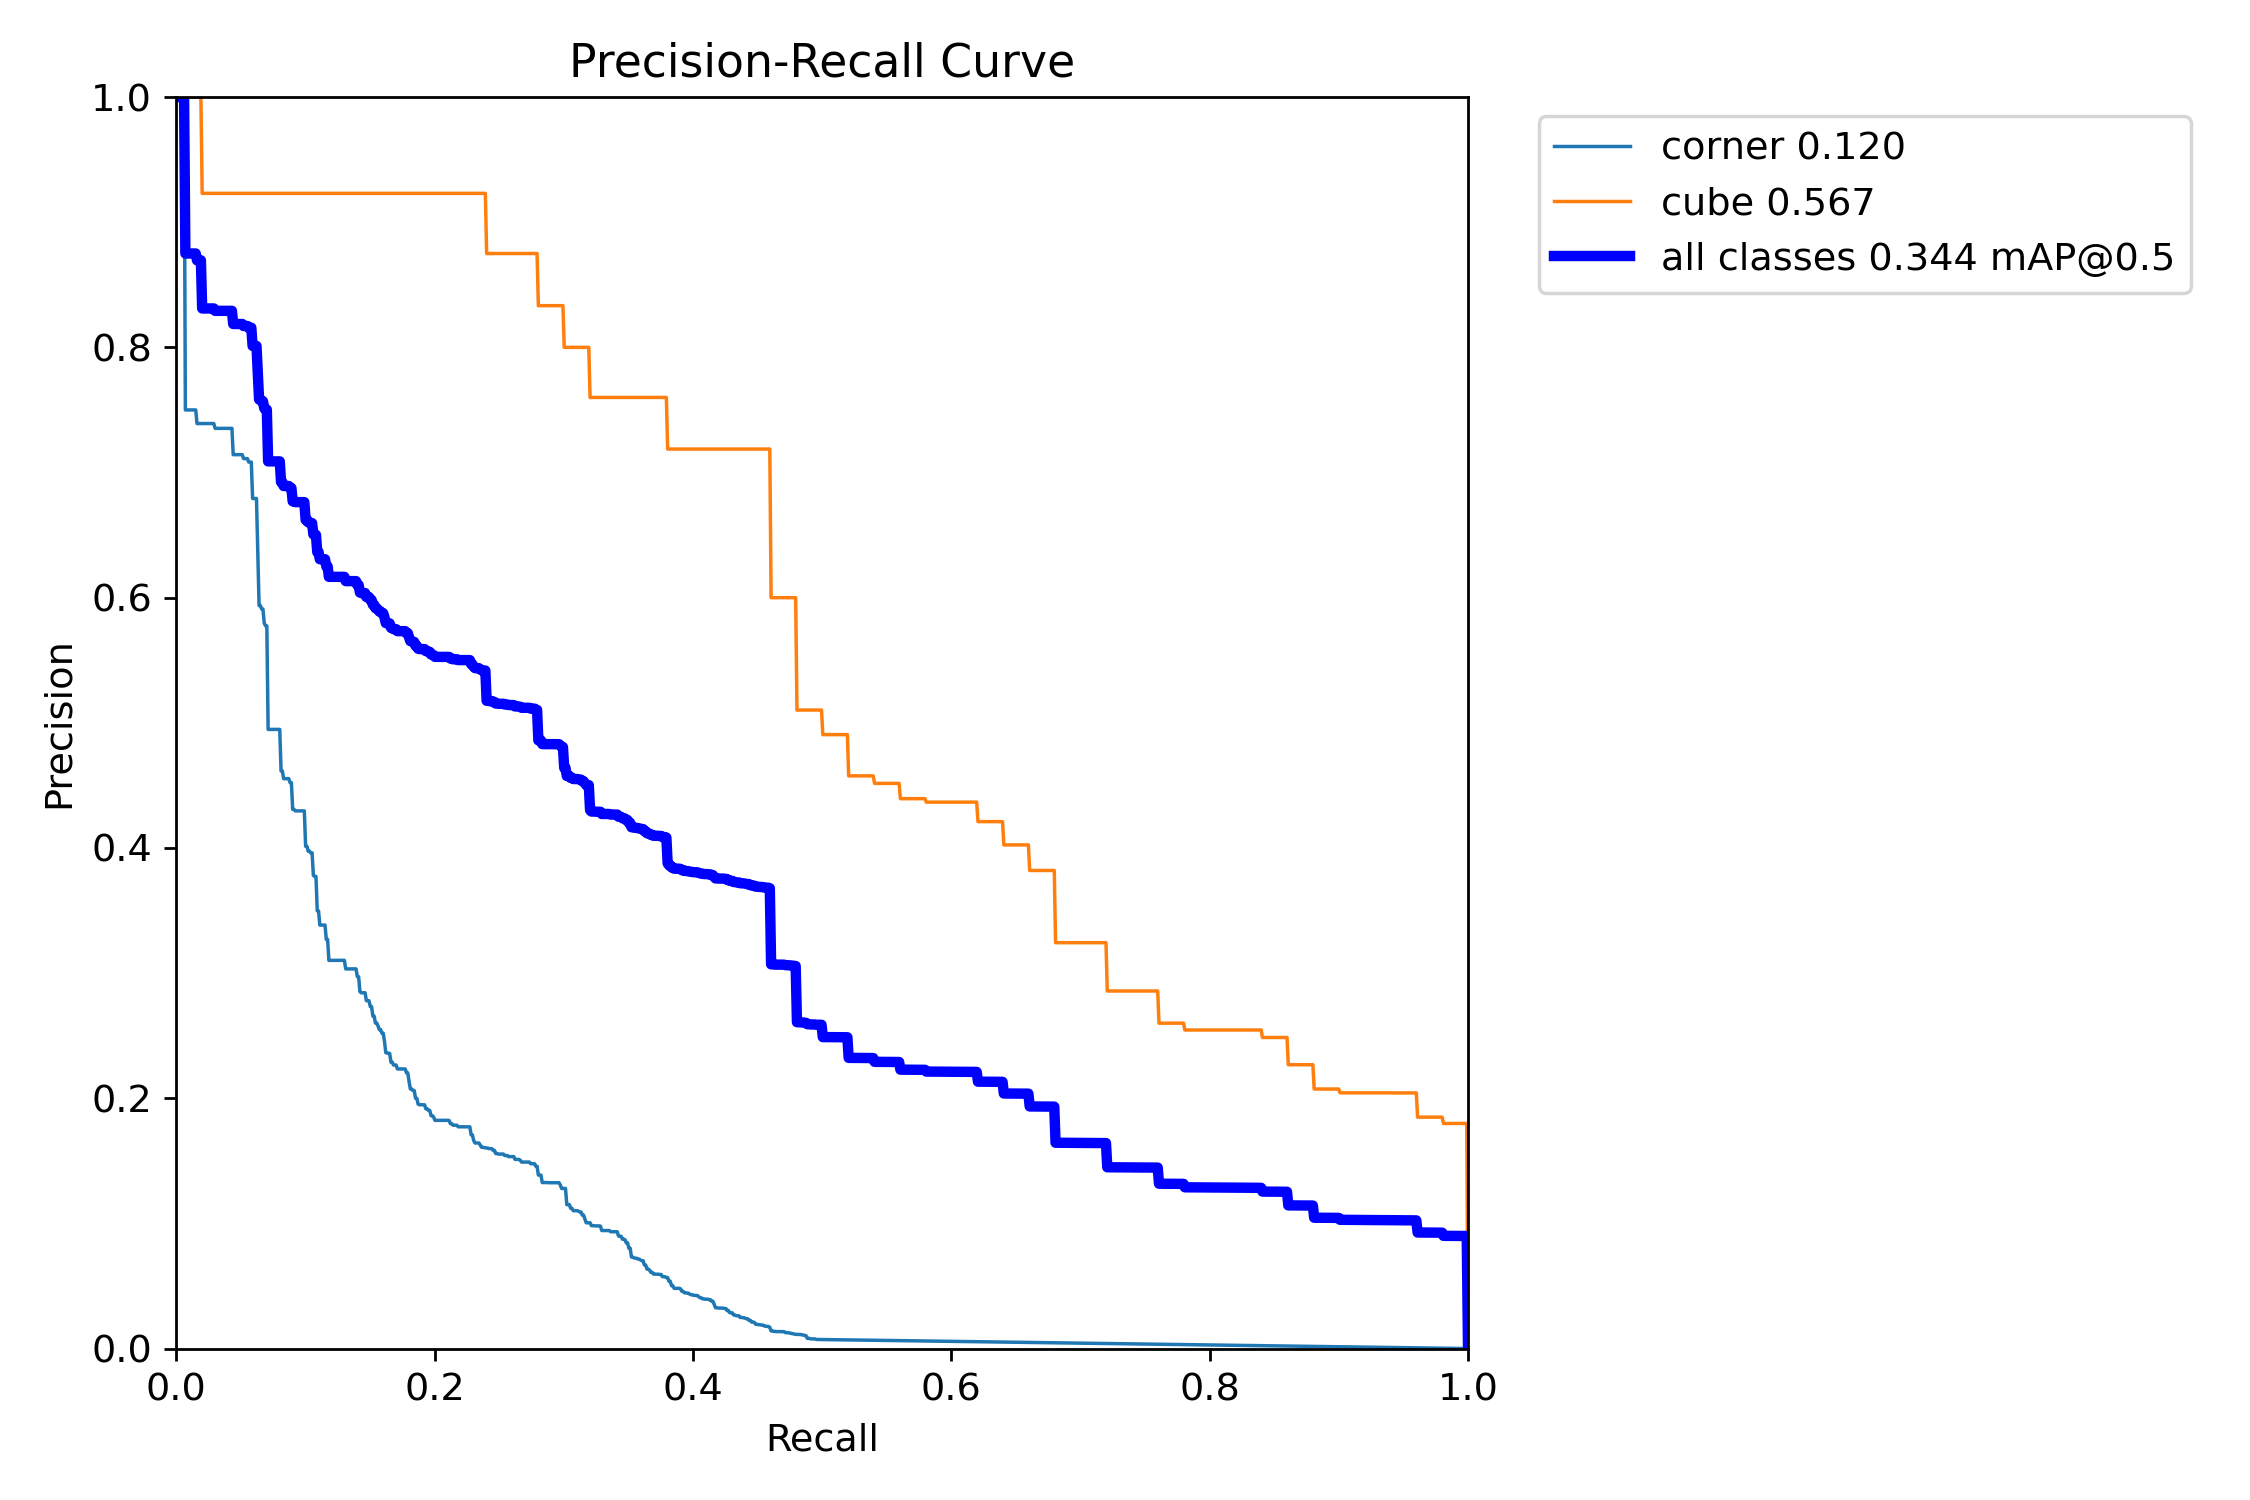 Precision-Recall Curve
corner 0.120
cube 0.567
all classes 0.344 mAP@0.5
Precision
1.0
0.8
0.6
0.4
0.2
0.0
0.0 0.2 0.4 0.6 0.8 1.0
Recall